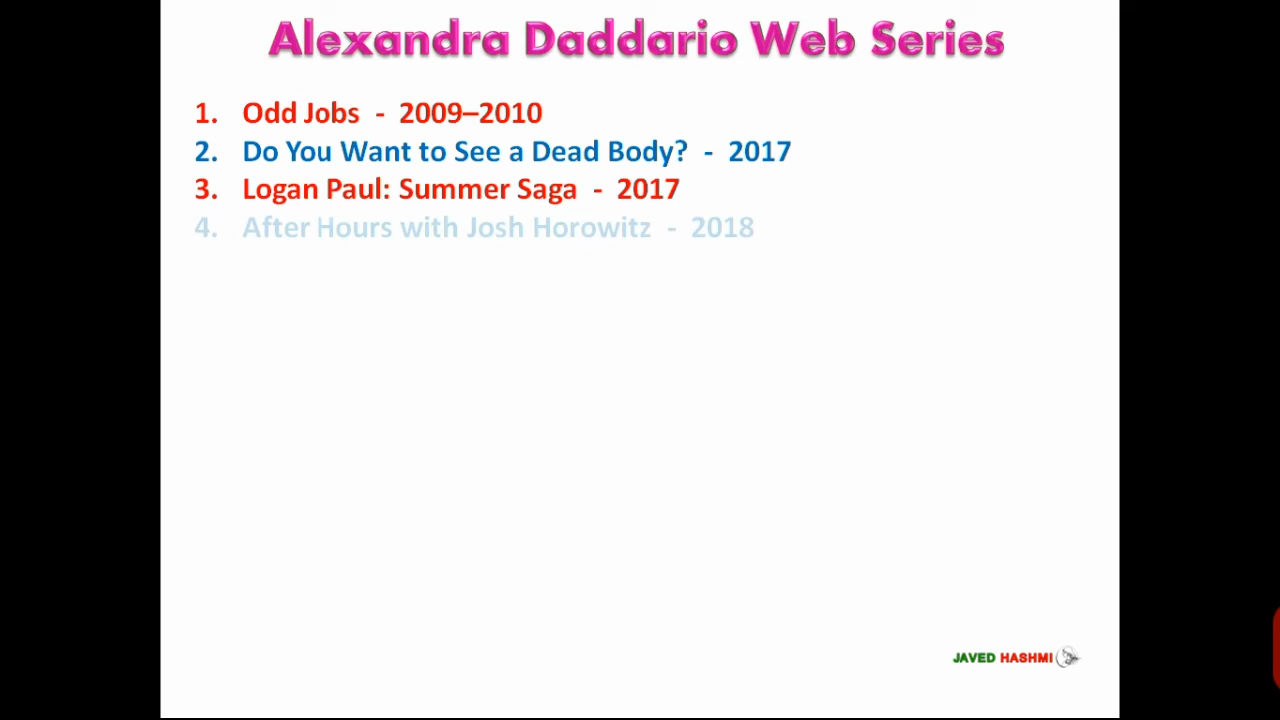 Alexandra Daddario Web Series
1. Odd Jobs - 2009–2010
2. Do You Want to See a Dead Body? - 2017
3. Logan Paul: Summer Saga - 2017
4. After Hours with Josh Horowitz - 2018
JAVED HASHMI